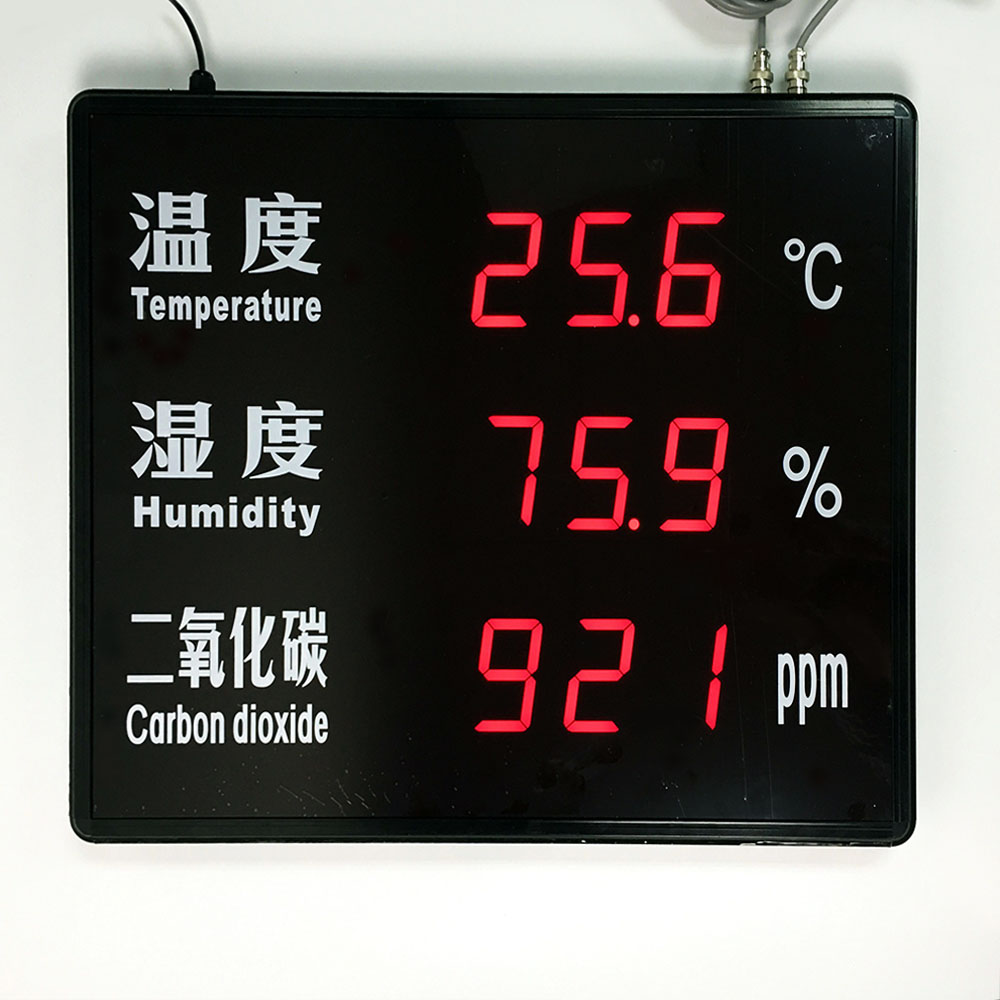 温度 25.6 ℃
Temperature
湿度 75.9 %
Humidity
二氧化碳 921 ppm
Carbon dioxide